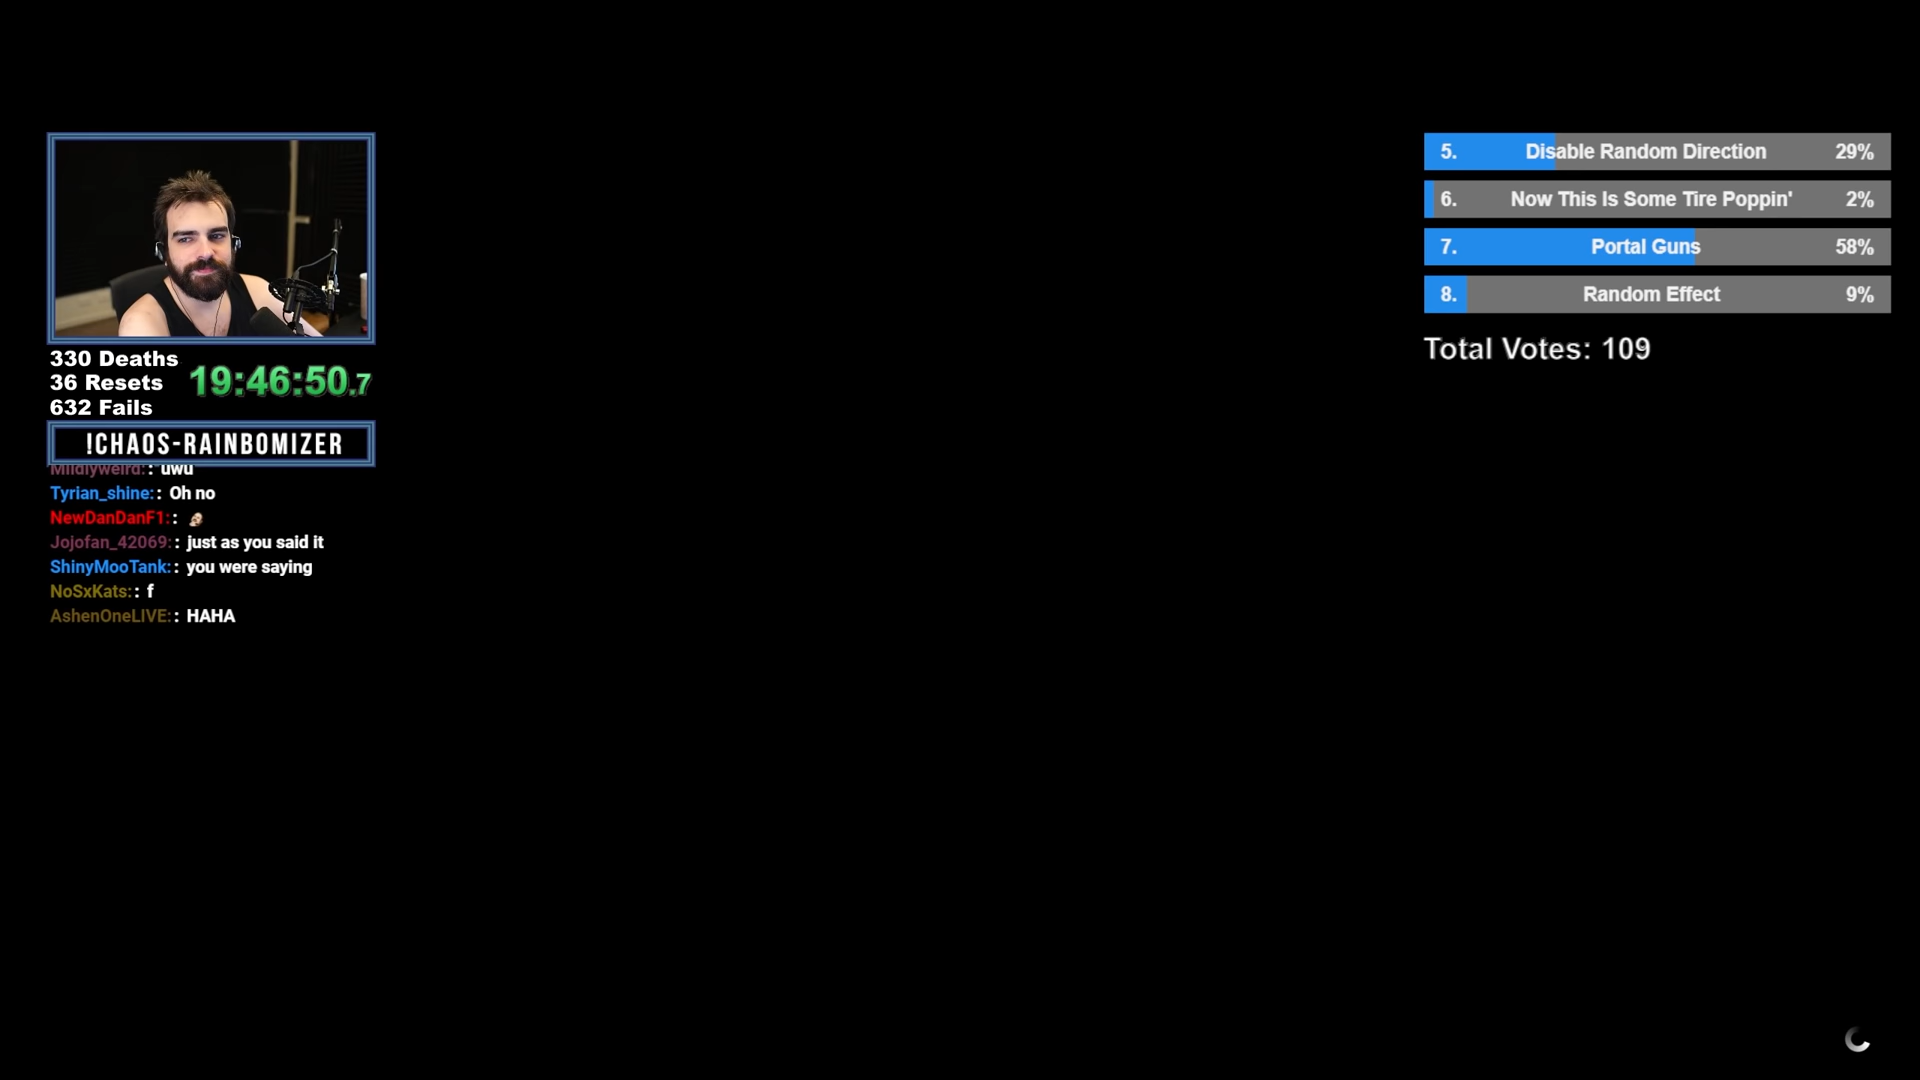 330 Deaths
36 Resets
632 Fails
19:46:50.7
!CHAOS-RAINBOMIZER
Mildlyweird: : uwu
Tyrian_shine: : Oh no
NewDanDanF1: :
Jojofan_42069: : just as you said it
ShinyMooTank: : you were saying
NoSxKats: : f
AshenOneLIVE: : HAHA
5. Disable Random Direction 29%
6. Now This Is Some Tire Poppin' 2%
7. Portal Guns 58%
8. Random Effect 9%
Total Votes: 109